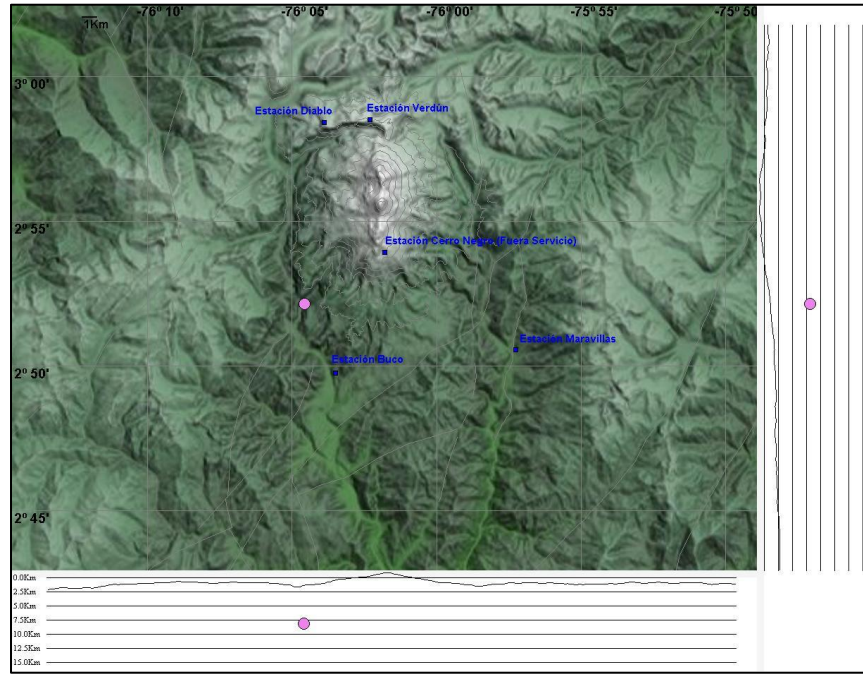 -76º 10' -76º 05' -76º 00' -75º 55' -75º 50'
1Km
3º 00'
Estación Diablo Estación Verdún
2º 55'
Estación Cerro Negro (Fuera Servicio)
Estación Maravillas
2º 50'
Estación Buco
2º 45'
0.0Km
2.5Km
5.0Km
7.5Km
10.0Km
12.5Km
15.0Km